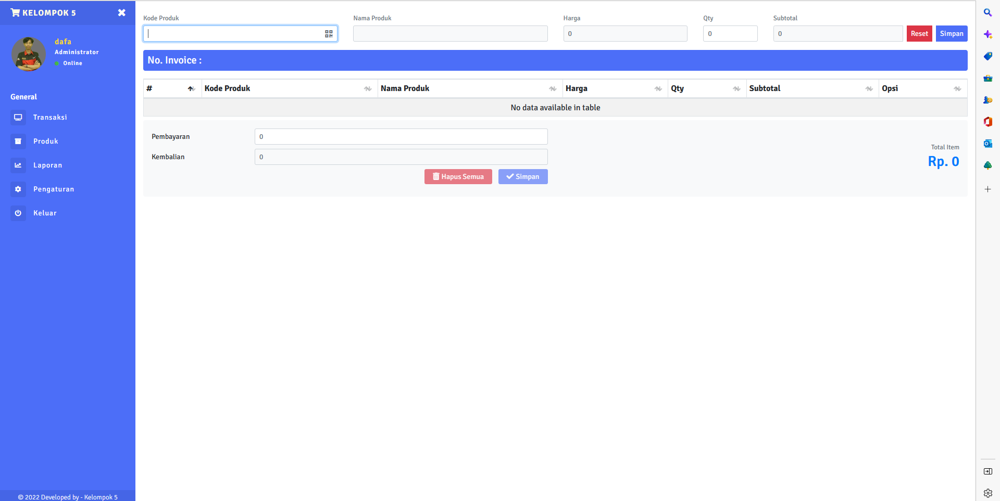 KELOMPOK 5
dafa
Administrator
Online
General
Transaksi
Produk
Laporan
Pengaturan
Keluar
© 2022 Developed by - Kelompok 5
Kode Produk Nama Produk Harga Qty Subtotal
0 0 0 Reset Simpan
No. Invoice :
# Kode Produk Nama Produk Harga Qty Subtotal Opsi
No data available in table
Pembayaran 0
Kembalian 0
Hapus Semua Simpan
Total Item
Rp. 0